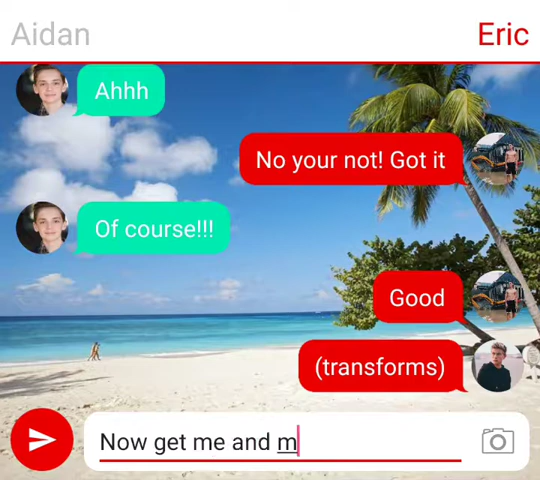 Aidan
Eric
Ahhh
No your not! Got it
Of course!!!
Good
(transforms)
Now get me and m